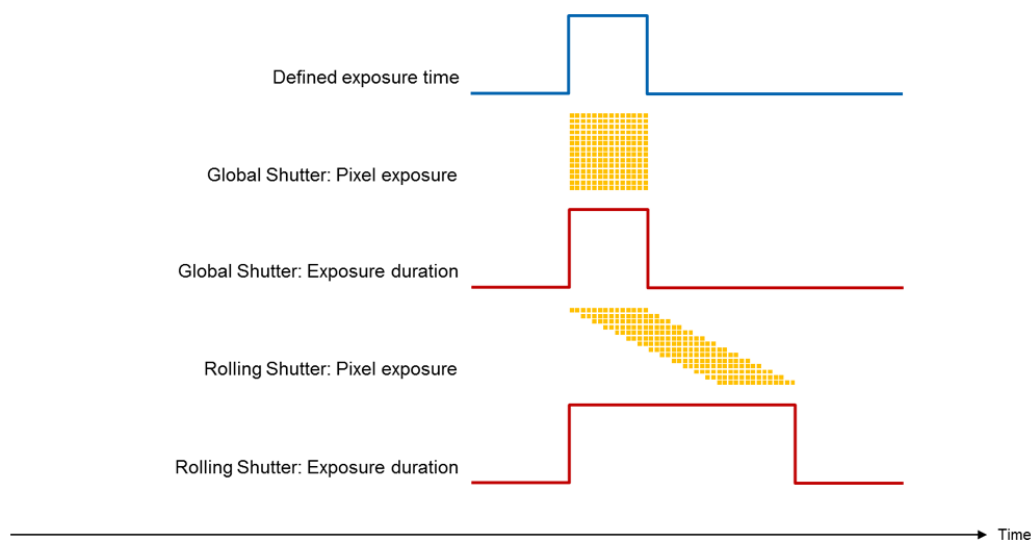 Defined exposure time
Global Shutter: Pixel exposure
Global Shutter: Exposure duration
Rolling Shutter: Pixel exposure
Rolling Shutter: Exposure duration
Time